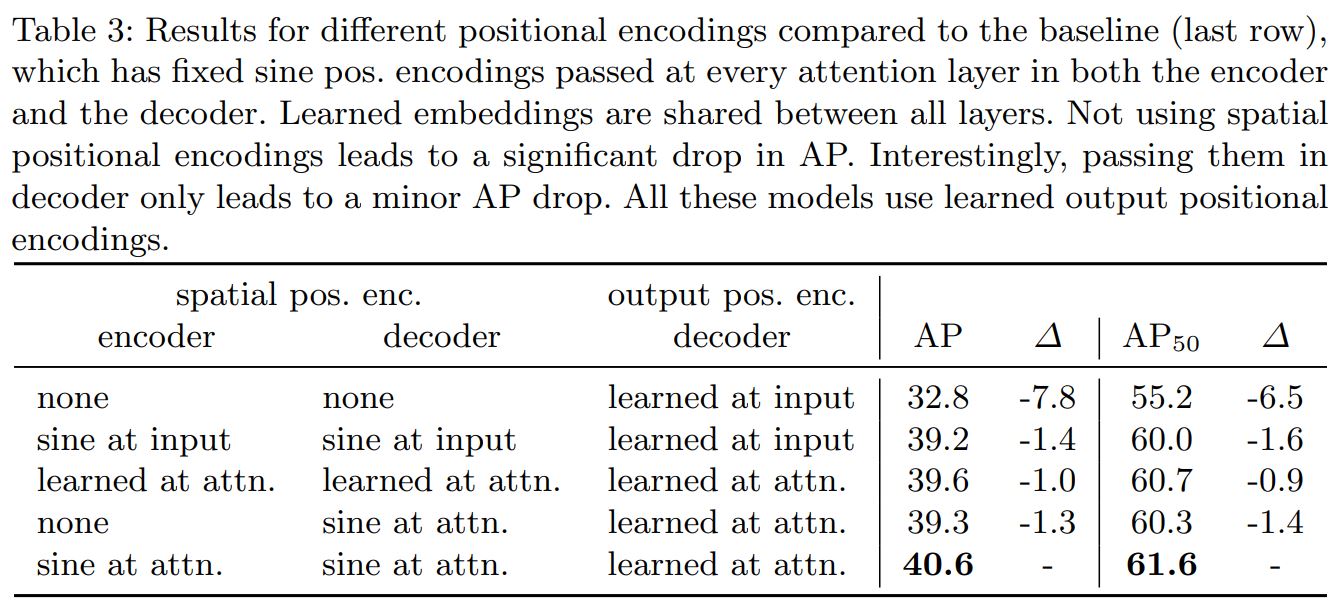 Table 3: Results for different positional encodings compared to the baseline (last row),
which has fixed sine pos. encodings passed at every attention layer in both the encoder
and the decoder. Learned embeddings are shared between all layers. Not using spatial
positional encodings leads to a significant drop in AP. Interestingly, passing them in
decoder only leads to a minor AP drop. All these models use learned output positional
encodings.
spatial pos. enc. output pos. enc.
encoder decoder decoder AP Δ AP50 Δ
none none learned at input 32.8 -7.8 55.2 -6.5
sine at input sine at input learned at input 39.2 -1.4 60.0 -1.6
learned at attn. learned at attn. learned at attn. 39.6 -1.0 60.7 -0.9
none sine at attn. learned at attn. 39.3 -1.3 60.3 -1.4
sine at attn. sine at attn. learned at attn. 40.6 - 61.6 -